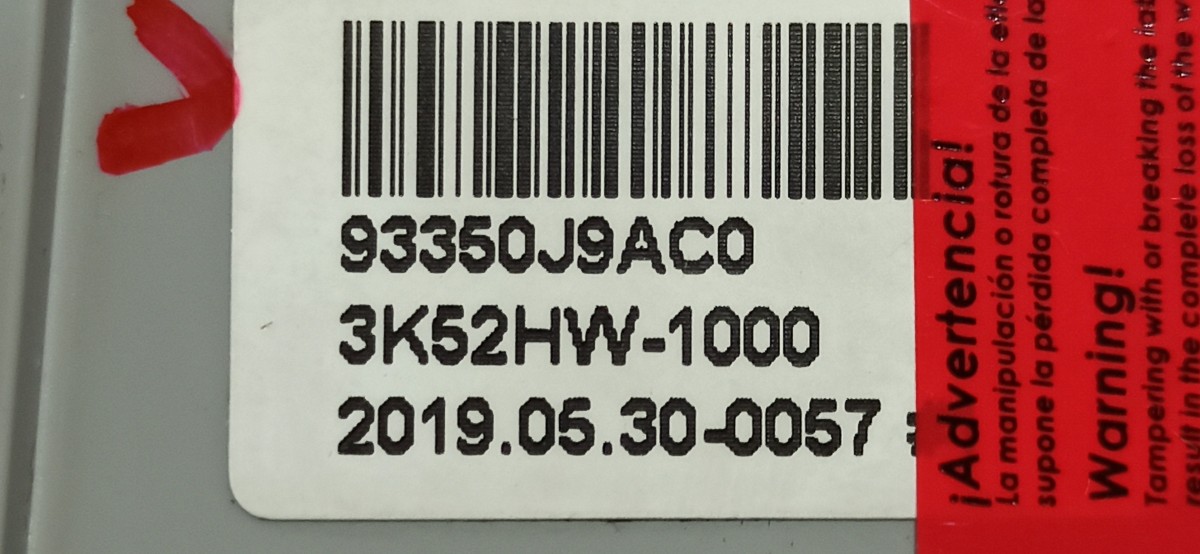 93350J9AC0
3K52HW-1000
2019.05.30-0057
¡Advertencia!
La manipulación o rotura de la
supone la pérdida completa de
Warning!
Tampering with or breaking the
result in the complete loss of the